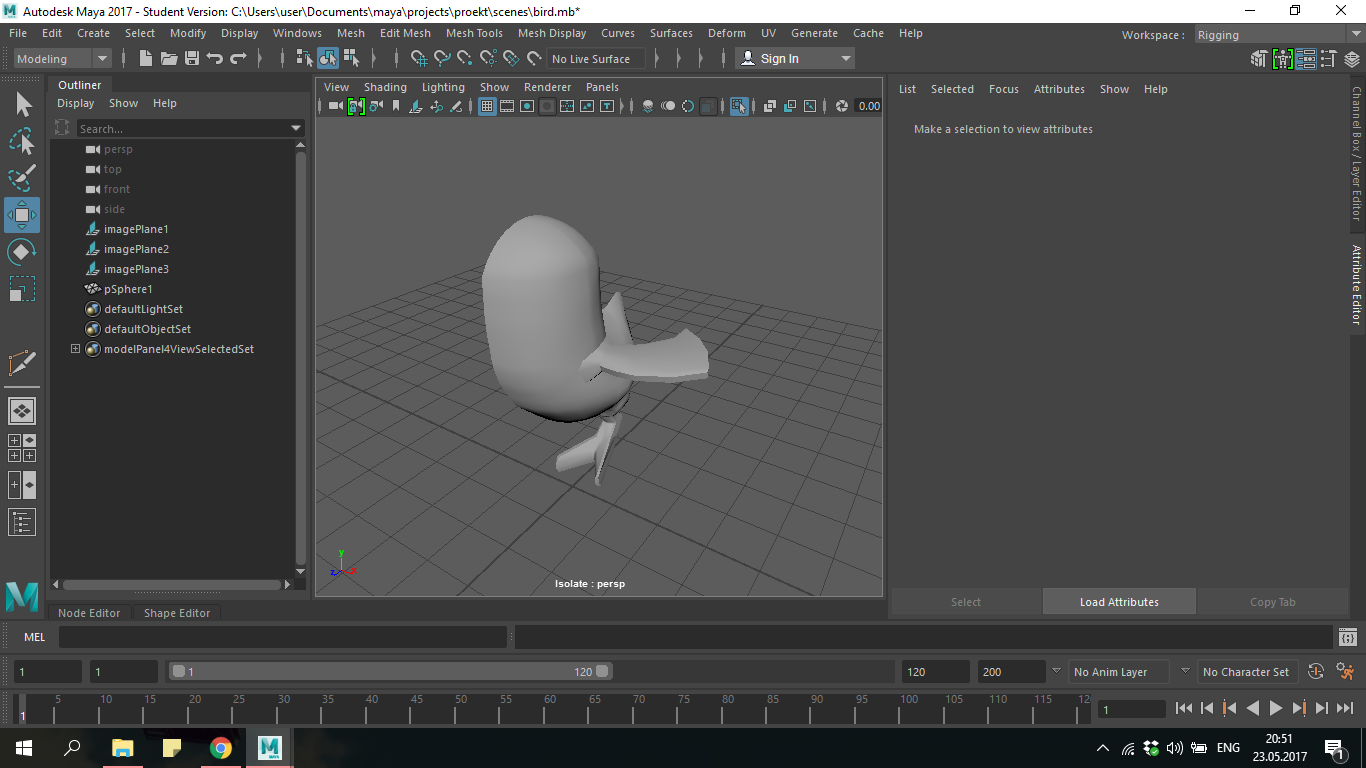 Autodesk Maya 2017 - Student Version: C:\Users\user\Documents\maya\projects\proekt\scenes\bird.mb*
File Edit Create Select Modify Display Windows Mesh Edit Mesh Mesh Tools Mesh Display Curves Surfaces Deform UV Generate Cache Help Workspace : Rigging
Modeling No Live Surface Sign In
Outliner
Display Show Help
Search...
persp
top
front
side
imagePlane1
imagePlane2
imagePlane3
pSphere1
defaultLightSet
defaultObjectSet
modelPanel4ViewSelectedSet
Node Editor Shape Editor
View Shading Lighting Show Renderer Panels
0.00
y
z x
Isolate : persp
List Selected Focus Attributes Show Help
Make a selection to view attributes
Select Load Attributes Copy Tab
Channel Box / Layer Editor
Attribute Editor
MEL
1 1 1 120 120 200 No Anim Layer No Character Set
5 10 15 20 25 30 35 40 45 50 55 60 65 70 75 80 85 90 95 100 105 110 115 12
1 1
MAYA
ENG
20:51
23.05.2017
1